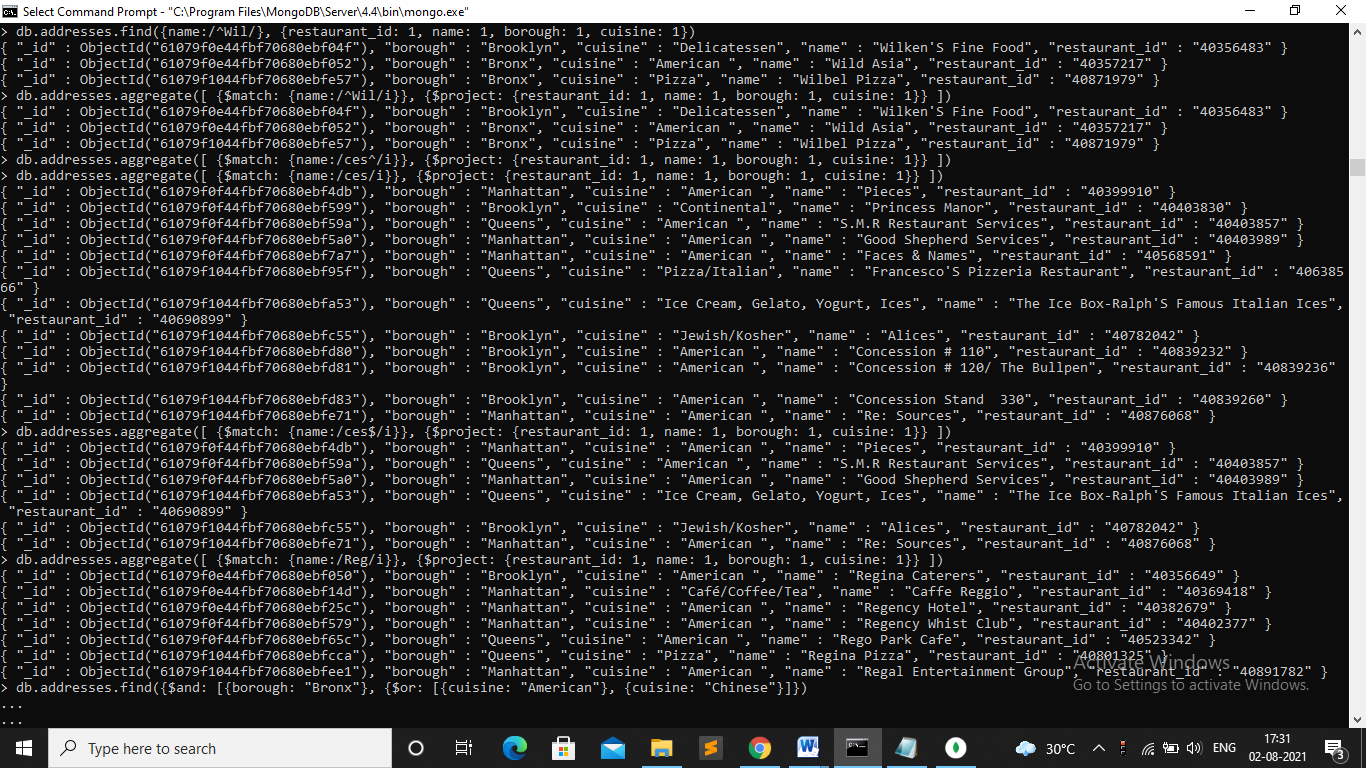 Select Command Prompt - "C:\Program Files\MongoDB\Server\4.4\bin\mongo.exe"
> db.addresses.find({name:/^Wil/}, {restaurant_id: 1, name: 1, borough: 1, cuisine: 1})
{ "_id" : ObjectId("61079f0e44fbf70680ebf04f"), "borough" : "Brooklyn", "cuisine" : "Delicatessen", "name" : "Wilken'S Fine Food", "restaurant_id" : "40356483" }
{ "_id" : ObjectId("61079f0e44fbf70680ebf052"), "borough" : "Bronx", "cuisine" : "American ", "name" : "Wild Asia", "restaurant_id" : "40357217" }
{ "_id" : ObjectId("61079f1044fbf70680ebfe57"), "borough" : "Bronx", "cuisine" : "Pizza", "name" : "Wilbel Pizza", "restaurant_id" : "40871979" }
> db.addresses.aggregate([ {$match: {name:/^Wil/i}}, {$project: {restaurant_id: 1, name: 1, borough: 1, cuisine: 1}} ])
{ "_id" : ObjectId("61079f0e44fbf70680ebf04f"), "borough" : "Brooklyn", "cuisine" : "Delicatessen", "name" : "Wilken'S Fine Food", "restaurant_id" : "40356483" }
{ "_id" : ObjectId("61079f0e44fbf70680ebf052"), "borough" : "Bronx", "cuisine" : "American ", "name" : "Wild Asia", "restaurant_id" : "40357217" }
{ "_id" : ObjectId("61079f1044fbf70680ebfe57"), "borough" : "Bronx", "cuisine" : "Pizza", "name" : "Wilbel Pizza", "restaurant_id" : "40871979" }
> db.addresses.aggregate([ {$match: {name:/ces^/i}}, {$project: {restaurant_id: 1, name: 1, borough: 1, cuisine: 1}} ])
> db.addresses.aggregate([ {$match: {name:/ces/i}}, {$project: {restaurant_id: 1, name: 1, borough: 1, cuisine: 1}} ])
{ "_id" : ObjectId("61079f0f44fbf70680ebf4db"), "borough" : "Manhattan", "cuisine" : "American ", "name" : "Pieces", "restaurant_id" : "40399910" }
{ "_id" : ObjectId("61079f0f44fbf70680ebf599"), "borough" : "Brooklyn", "cuisine" : "Continental", "name" : "Princess Manor", "restaurant_id" : "40403830" }
{ "_id" : ObjectId("61079f0f44fbf70680ebf59a"), "borough" : "Queens", "cuisine" : "American ", "name" : "S.M.R Restaurant Services", "restaurant_id" : "40403857" }
{ "_id" : ObjectId("61079f0f44fbf70680ebf5a0"), "borough" : "Manhattan", "cuisine" : "American ", "name" : "Good Shepherd Services", "restaurant_id" : "40403989" }
{ "_id" : ObjectId("61079f0f44fbf70680ebf7a7"), "borough" : "Manhattan", "cuisine" : "American ", "name" : "Faces & Names", "restaurant_id" : "40568591" }
{ "_id" : ObjectId("61079f1044fbf70680ebf95f"), "borough" : "Queens", "cuisine" : "Pizza/Italian", "name" : "Francesco'S Pizzeria Restaurant", "restaurant_id" : "406385
66" }
{ "_id" : ObjectId("61079f1044fbf70680ebfa53"), "borough" : "Queens", "cuisine" : "Ice Cream, Gelato, Yogurt, Ices", "name" : "The Ice Box-Ralph'S Famous Italian Ices",
"restaurant_id" : "40690899" }
{ "_id" : ObjectId("61079f1044fbf70680ebfc55"), "borough" : "Brooklyn", "cuisine" : "Jewish/Kosher", "name" : "Alices", "restaurant_id" : "40782042" }
{ "_id" : ObjectId("61079f1044fbf70680ebfd80"), "borough" : "Brooklyn", "cuisine" : "American ", "name" : "Concession # 110", "restaurant_id" : "40839232" }
{ "_id" : ObjectId("61079f1044fbf70680ebfd81"), "borough" : "Brooklyn", "cuisine" : "American ", "name" : "Concession # 120/ The Bullpen", "restaurant_id" : "40839236"
}
{ "_id" : ObjectId("61079f1044fbf70680ebfd83"), "borough" : "Brooklyn", "cuisine" : "American ", "name" : "Concession Stand  330", "restaurant_id" : "40839260" }
{ "_id" : ObjectId("61079f1044fbf70680ebfe71"), "borough" : "Manhattan", "cuisine" : "American ", "name" : "Re: Sources", "restaurant_id" : "40876068" }
> db.addresses.aggregate([ {$match: {name:/ces$/i}}, {$project: {restaurant_id: 1, name: 1, borough: 1, cuisine: 1}} ])
{ "_id" : ObjectId("61079f0f44fbf70680ebf4db"), "borough" : "Manhattan", "cuisine" : "American ", "name" : "Pieces", "restaurant_id" : "40399910" }
{ "_id" : ObjectId("61079f0f44fbf70680ebf59a"), "borough" : "Queens", "cuisine" : "American ", "name" : "S.M.R Restaurant Services", "restaurant_id" : "40403857" }
{ "_id" : ObjectId("61079f0f44fbf70680ebf5a0"), "borough" : "Manhattan", "cuisine" : "American ", "name" : "Good Shepherd Services", "restaurant_id" : "40403989" }
{ "_id" : ObjectId("61079f1044fbf70680ebfa53"), "borough" : "Queens", "cuisine" : "Ice Cream, Gelato, Yogurt, Ices", "name" : "The Ice Box-Ralph'S Famous Italian Ices",
"restaurant_id" : "40690899" }
{ "_id" : ObjectId("61079f1044fbf70680ebfc55"), "borough" : "Brooklyn", "cuisine" : "Jewish/Kosher", "name" : "Alices", "restaurant_id" : "40782042" }
{ "_id" : ObjectId("61079f1044fbf70680ebfe71"), "borough" : "Manhattan", "cuisine" : "American ", "name" : "Re: Sources", "restaurant_id" : "40876068" }
> db.addresses.aggregate([ {$match: {name:/Reg/i}}, {$project: {restaurant_id: 1, name: 1, borough: 1, cuisine: 1}} ])
{ "_id" : ObjectId("61079f0e44fbf70680ebf050"), "borough" : "Brooklyn", "cuisine" : "American ", "name" : "Regina Caterers", "restaurant_id" : "40356649" }
{ "_id" : ObjectId("61079f0e44fbf70680ebf14d"), "borough" : "Manhattan", "cuisine" : "Café/Coffee/Tea", "name" : "Caffe Reggio", "restaurant_id" : "40369418" }
{ "_id" : ObjectId("61079f0e44fbf70680ebf25c"), "borough" : "Manhattan", "cuisine" : "American ", "name" : "Regency Hotel", "restaurant_id" : "40382679" }
{ "_id" : ObjectId("61079f0f44fbf70680ebf579"), "borough" : "Manhattan", "cuisine" : "American ", "name" : "Regency Whist Club", "restaurant_id" : "40402377" }
{ "_id" : ObjectId("61079f0f44fbf70680ebf65c"), "borough" : "Queens", "cuisine" : "American ", "name" : "Rego Park Cafe", "restaurant_id" : "40523342" }
{ "_id" : ObjectId("61079f1044fbf70680ebfcca"), "borough" : "Queens", "cuisine" : "Pizza", "name" : "Regina Pizza", "restaurant_id" : "40801325" }
{ "_id" : ObjectId("61079f1044fbf70680ebfee1"), "borough" : "Manhattan", "cuisine" : "American ", "name" : "Regal Entertainment Group", "restaurant_id" : "40891782" }
> db.addresses.find({$and: [{borough: "Bronx"}, {$or: [{cuisine: "American"}, {cuisine: "Chinese"}]})
...
...
Activate Windows
Go to Settings to activate Windows.
Type here to search
30°C
ENG
17:31
02-08-2021
3